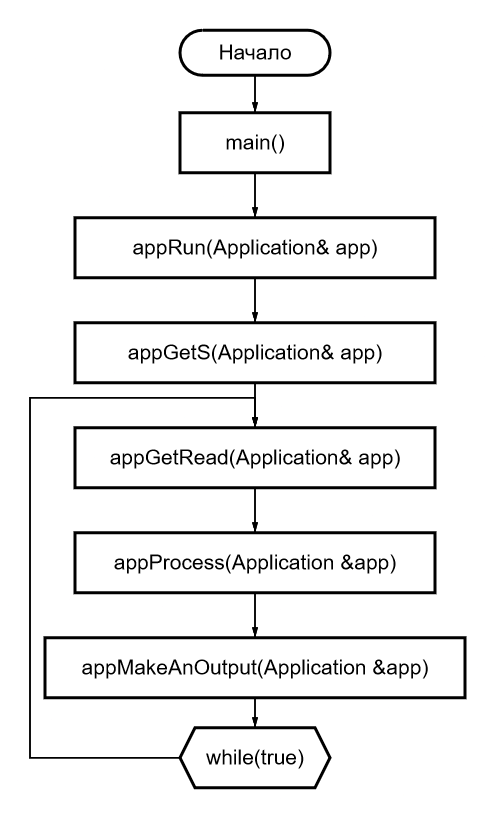 Начало
main()
appRun(Application& app)
appGetS(Application& app)
appGetRead(Application& app)
appProcess(Application &app)
appMakeAnOutput(Application &app)
while(true)